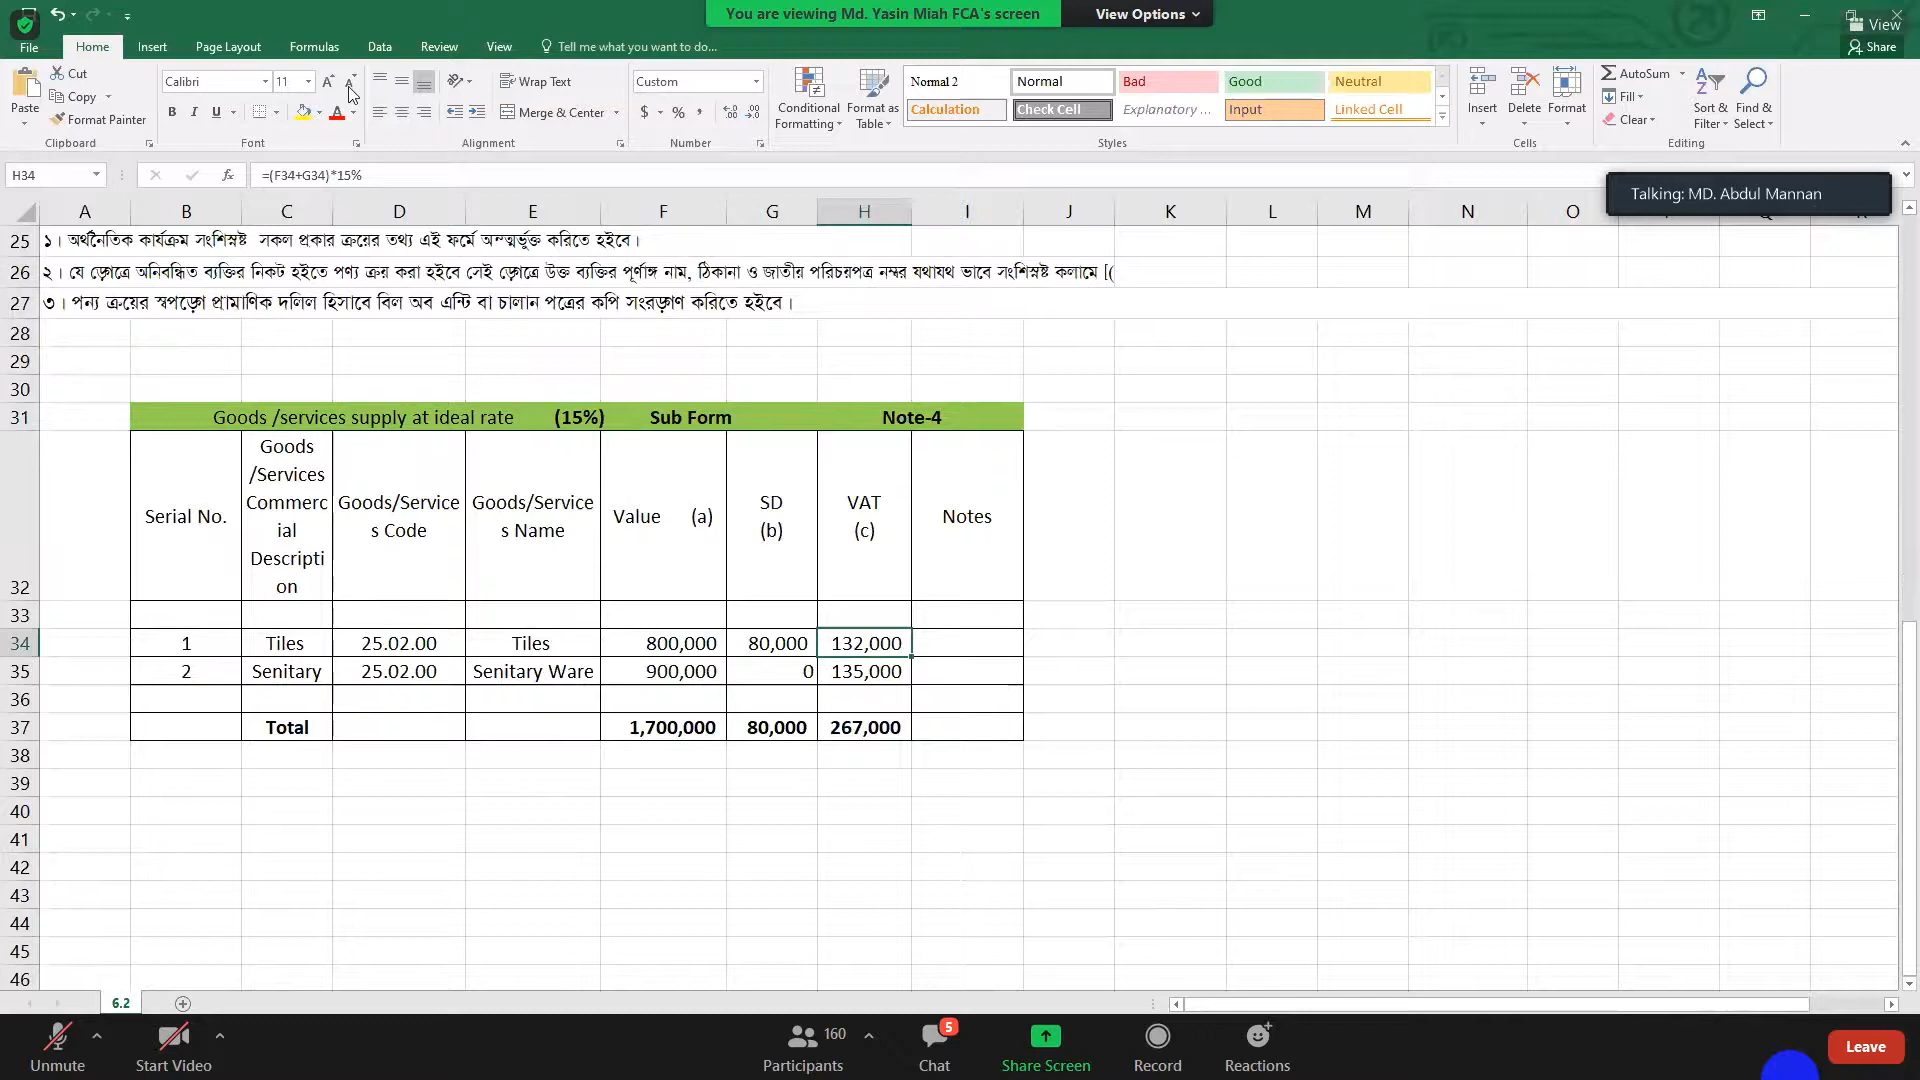 You are viewing Md. Yasin Miah FCA's screen
View Options
View
File Home Insert Page Layout Formulas Data Review View Tell me what you want to do...
Share
Paste
Cut
Copy
Format Painter
Clipboard
Calibri 11
B I U
Font
Wrap Text
Merge & Center
Alignment
Custom
$ %
Number
Conditional Formatting
Format as Table
Normal 2 Normal Bad Good Neutral
Calculation Check Cell Explanatory ... Input Linked Cell
Styles
Insert Delete Format
Cells
AutoSum
Fill
Clear
Sort & Filter
Find & Select
Editing
H34 fx =(F34+G34)*15%
Talking: MD. Abdul Mannan
A B C D E F G H I J K L M N O
25 ১। অর্থনৈতিক কার্যক্রম সংশিস্নষ্ট সকল প্রকার ক্রয়ের তথ্য এই ফর্মে অন্তর্ভুক্ত করিতে হইবে।
26 ২। যে ড়্গেত্রে অনিবন্ধিত ব্যক্তির নিকট হইতে পণ্য ক্রয় করা হইবে সেই ড়্গেত্রে উক্ত ব্যক্তির পূর্ণাঙ্গ নাম, ঠিকানা ও জাতীয় পরিচয়পত্র নম্বর যথাযথ ভাবে সংশিস্নষ্ট কলামে [(
27 ৩। পন্য ক্রয়ের স্বপড়্গে প্রামাণিক দলিল হিসাবে বিল অব এন্টি বা চালান পত্রের কপি সংরড়্গণ করিতে হইবে।
28
29
30
31 Goods /services supply at ideal rate (15%) Sub Form Note-4
32 Serial No. Goods /Services Commercial Description Goods/Services Code Goods/Services Name Value (a) SD (b) VAT (c) Notes
33
34 1 Tiles 25.02.00 Tiles 800,000 80,000 132,000
35 2 Senitary 25.02.00 Senitary Ware 900,000 0 135,000
36
37 Total 1,700,000 80,000 267,000
38
39
40
41
42
43
44
45
46
6.2
Unmute
Start Video
160
Participants
5
Chat
Share Screen
Record
Reactions
Leave